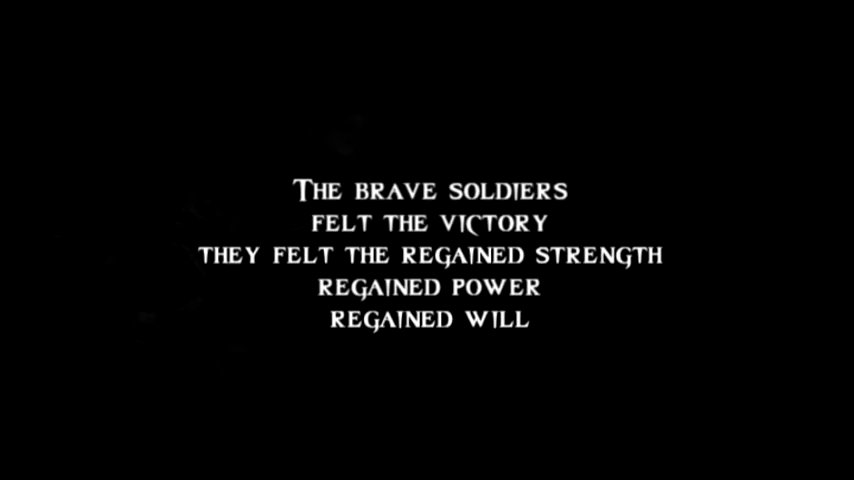 The brave soldiers
felt the victory
they felt the regained strength
regained power
regained will